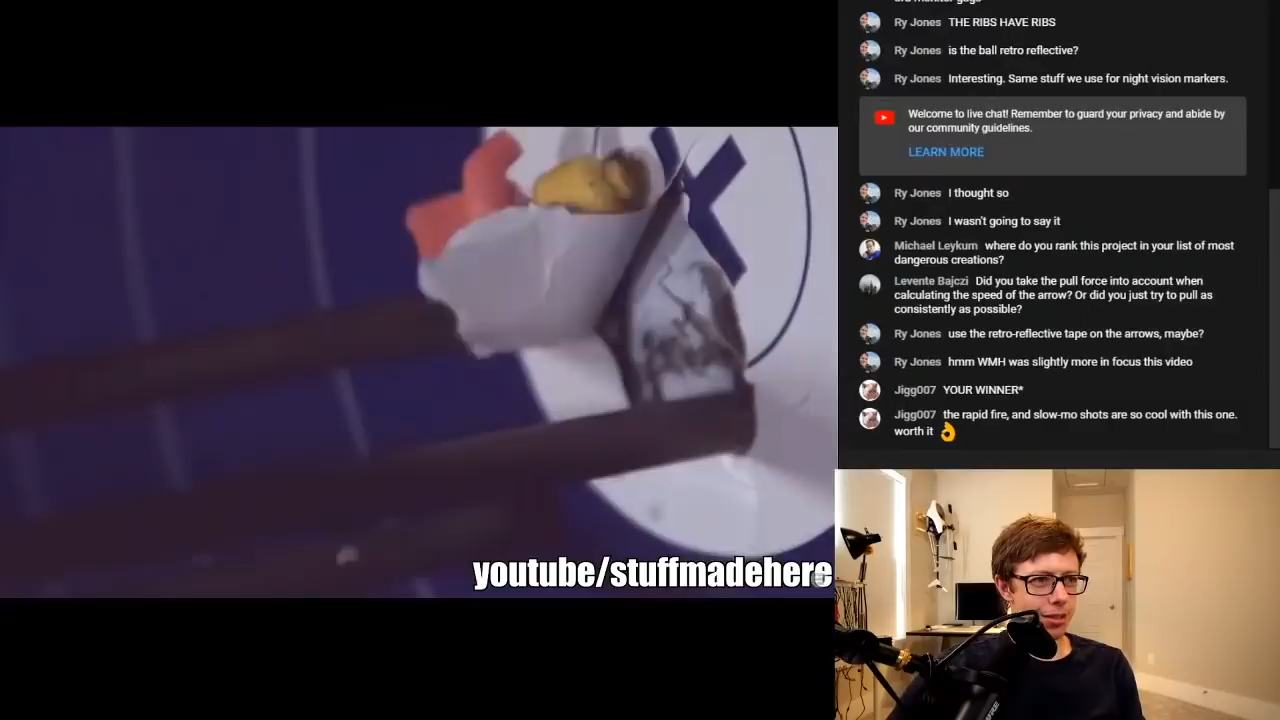 Ry Jones THE RIBS HAVE RIBS
Ry Jones is the ball retro reflective?
Ry Jones Interesting. Same stuff we use for night vision markers.
Welcome to live chat! Remember to guard your privacy and abide by
our community guidelines.
LEARN MORE
Ry Jones I thought so
Ry Jones I wasn't going to say it
Michael Leykum where do you rank this project in your list of most
dangerous creations?
Levente Bajczi Did you take the pull force into account when
calculating the speed of the arrow? Or did you just try to pull as
consistently as possible?
Ry Jones use the retro-reflective tape on the arrows, maybe?
Ry Jones hmm WMH was slightly more in focus this video
Jigg007 YOUR WINNER*
Jigg007 the rapid fire, and slow-mo shots are so cool with this one.
worth it 👌
youtube/stuffmadehere